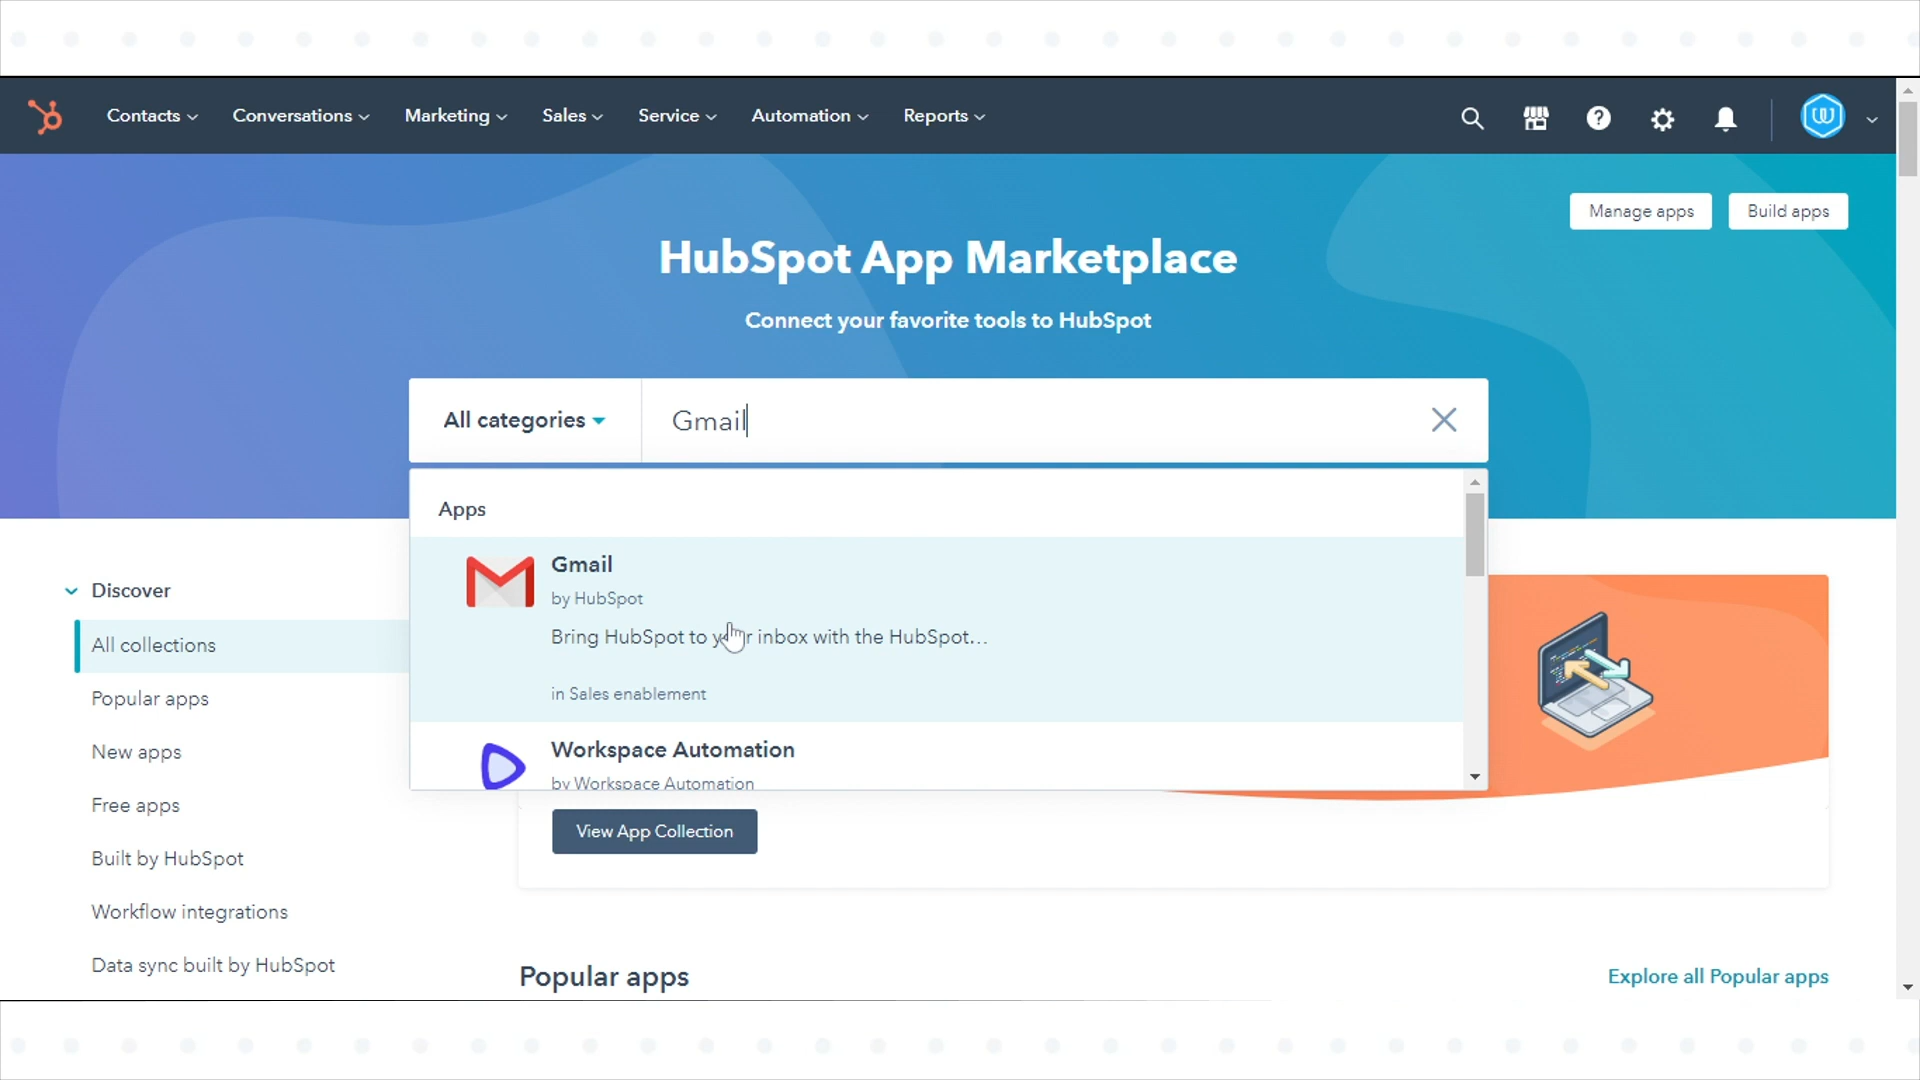 Contacts Conversations Marketing Sales Service Automation Reports
Manage apps Build apps
HubSpot App Marketplace
Connect your favorite tools to HubSpot
All categories Gmail
Apps
Gmail
by HubSpot
Bring HubSpot to your inbox with the HubSpot...
in Sales enablement
Workspace Automation
by Workspace Automation
Discover
All collections
Popular apps
New apps
Free apps
Built by HubSpot
Workflow integrations
Data sync built by HubSpot
View App Collection
Popular apps
Explore all Popular apps